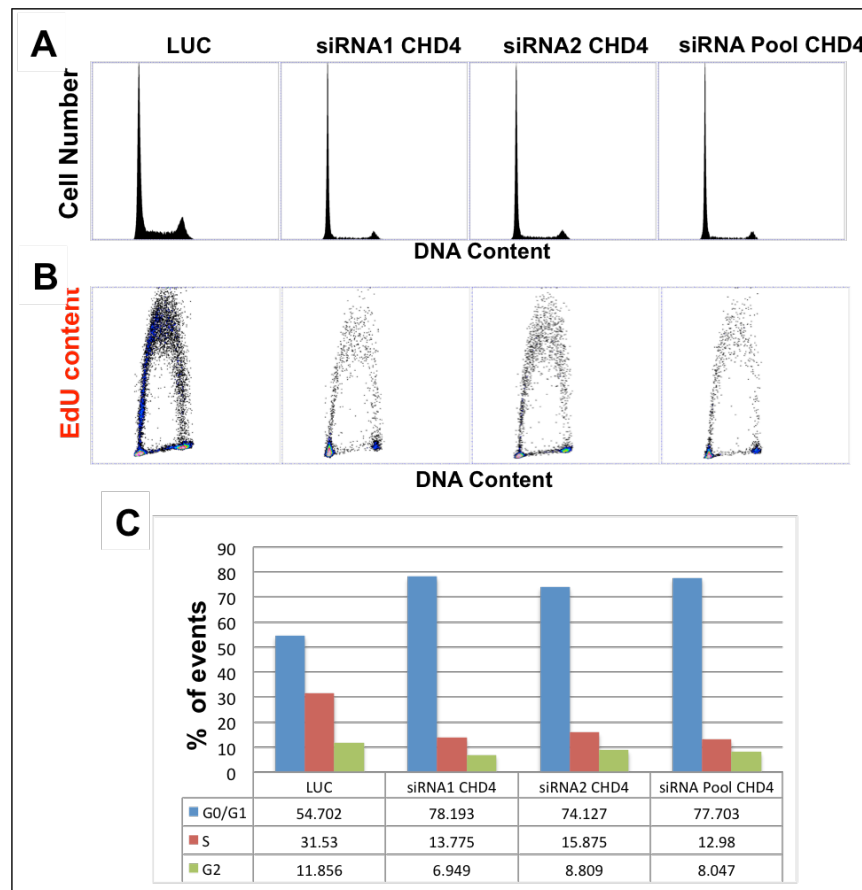 A
LUC siRNA1 CHD4 siRNA2 CHD4 siRNA Pool CHD4
Cell Number
DNA Content
B
EdU content
DNA Content
C
% of events
90
80
70
60
50
40
30
20
10
0
LUC siRNA1 CHD4 siRNA2 CHD4 siRNA Pool CHD4
G0/G1 54.702 78.193 74.127 77.703
S 31.53 13.775 15.875 12.98
G2 11.856 6.949 8.809 8.047